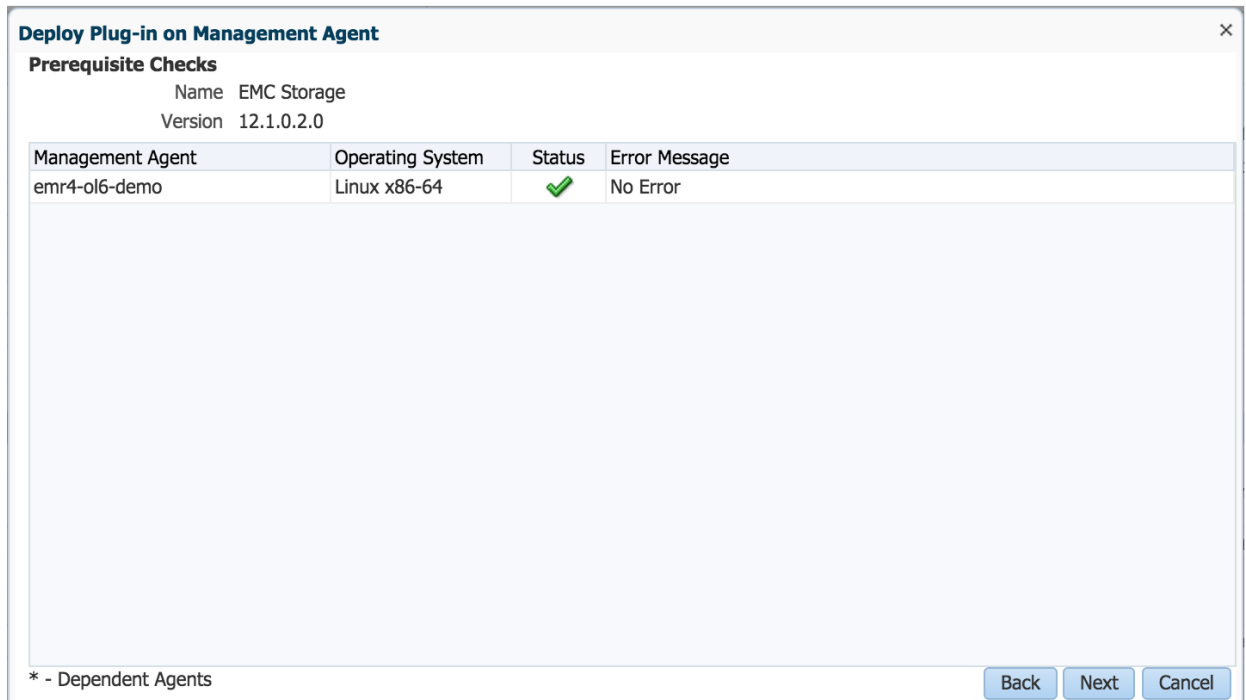 Deploy Plug-in on Management Agent
Prerequisite Checks
Name EMC Storage
Version 12.1.0.2.0
Management Agent Operating System Status Error Message
emr4-ol6-demo Linux x86-64 No Error
* - Dependent Agents
Back Next Cancel